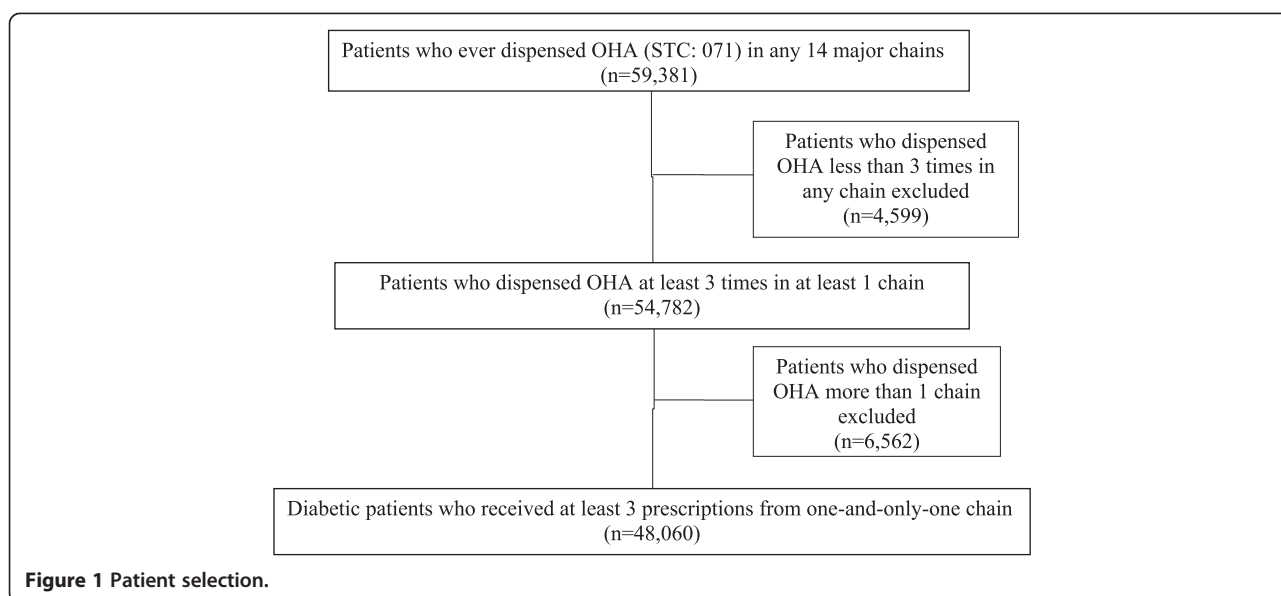 Patients who ever dispensed OHA (STC: 071) in any 14 major chains
(n=59,381)
Patients who dispensed
OHA less than 3 times in
any chain excluded
(n=4,599)
Patients who dispensed OHA at least 3 times in at least 1 chain
(n=54,782)
Patients who dispensed
OHA more than 1 chain
excluded
(n=6,562)
Diabetic patients who received at least 3 prescriptions from one-and-only-one chain
(n=48,060)
Figure 1 Patient selection.